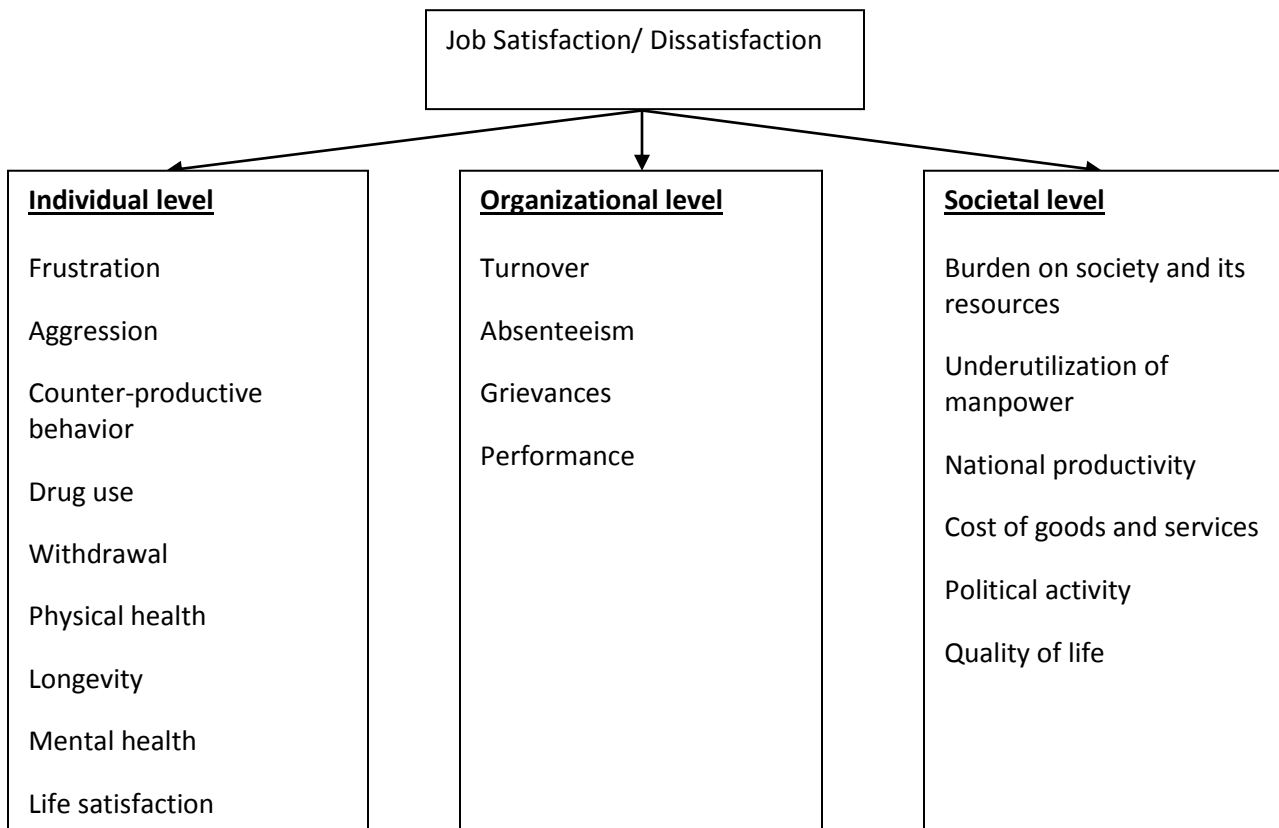 Job Satisfaction/ Dissatisfaction
Individual level
Frustration
Aggression
Counter-productive
behavior
Drug use
Withdrawal
Physical health
Longevity
Mental health
Life satisfaction
Organizational level
Turnover
Absenteeism
Grievances
Performance
Societal level
Burden on society and its
resources
Underutilization of
manpower
National productivity
Cost of goods and services
Political activity
Quality of life